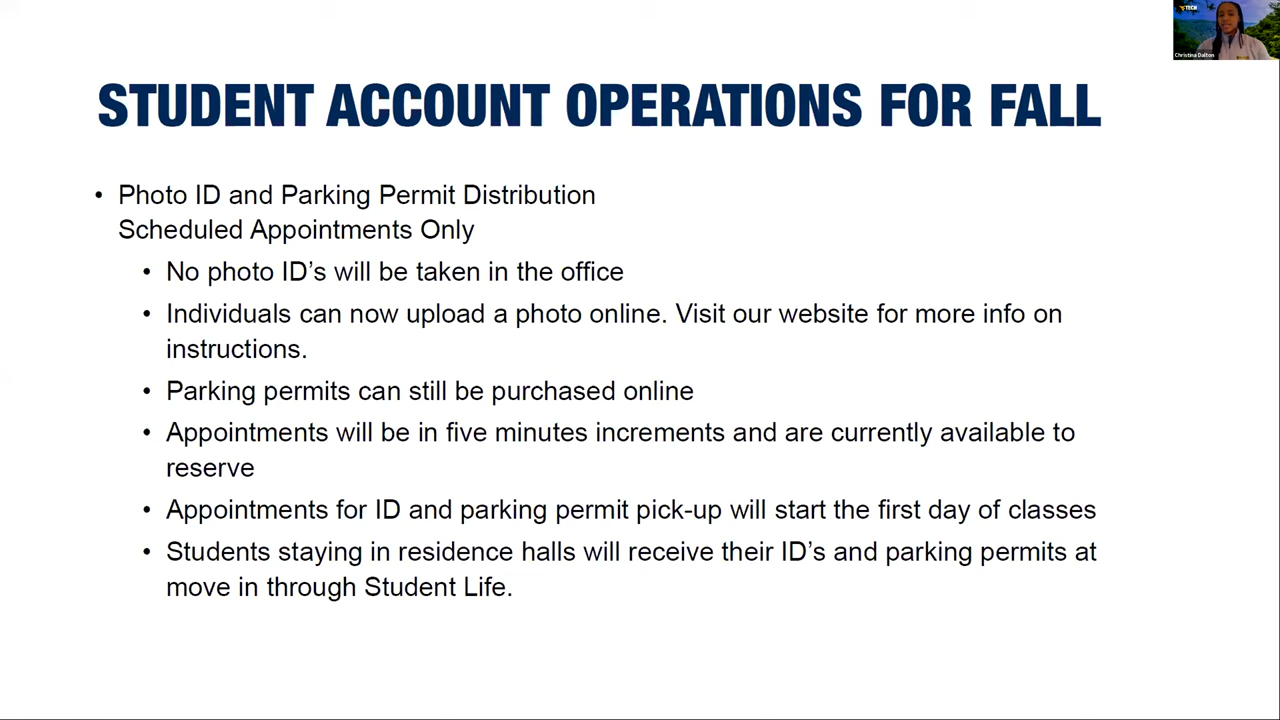 TECH
Christina Dalton
STUDENT ACCOUNT OPERATIONS FOR FALL
• Photo ID and Parking Permit Distribution
Scheduled Appointments Only
• No photo ID’s will be taken in the office
• Individuals can now upload a photo online. Visit our website for more info on
instructions.
• Parking permits can still be purchased online
• Appointments will be in five minutes increments and are currently available to
reserve
• Appointments for ID and parking permit pick-up will start the first day of classes
• Students staying in residence halls will receive their ID’s and parking permits at
move in through Student Life.